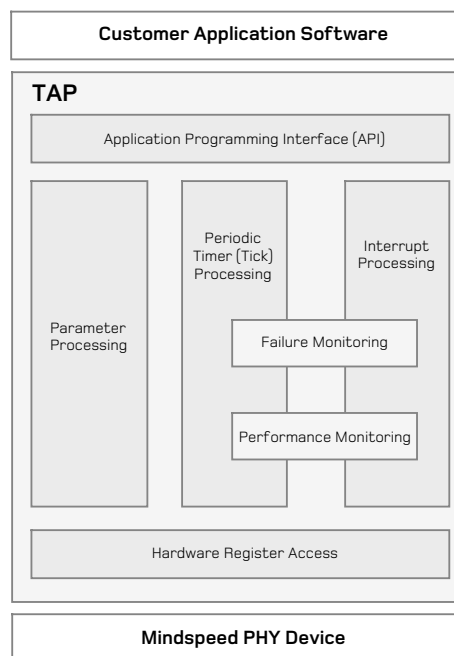 Customer Application Software
TAP
Application Programming Interface (API)
Parameter
Processing
Periodic
Timer (Tick)
Processing
Interrupt
Processing
Failure Monitoring
Performance Monitoring
Hardware Register Access
Mindspeed PHY Device